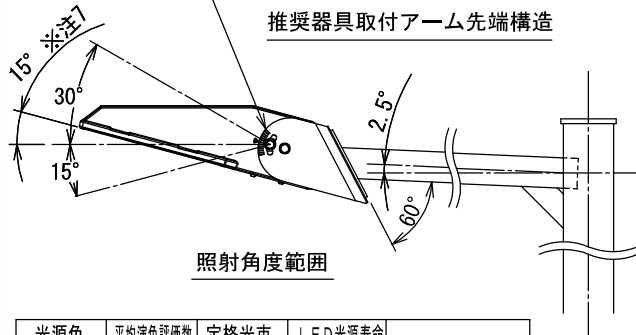 推奨器具取付アーム先端構造
15° ※注7
30°
15°
2.5°
60°
照射角度範囲
光源色 平均演色評価数 定格光束 LED光源寿命